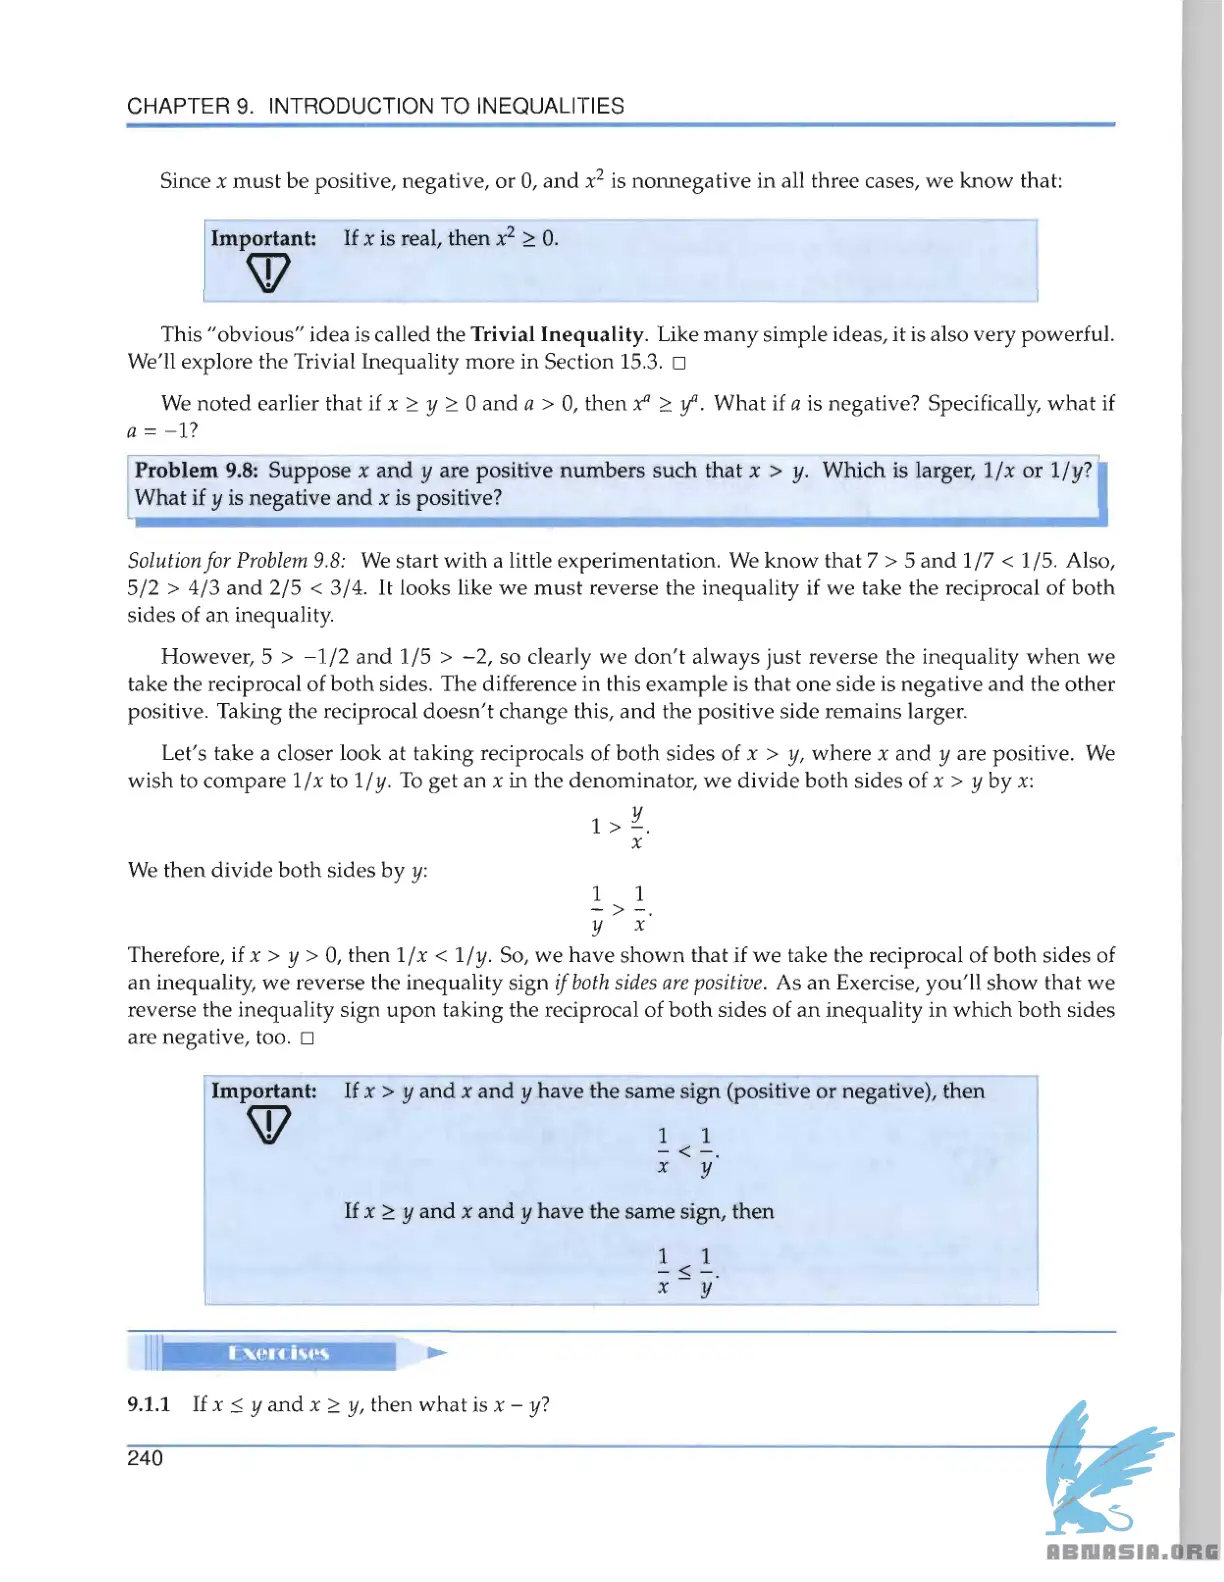 CHAPTER 9. INTRODUCTION TO INEQUALITIES
Since x must be positive, negative, or 0, and x² is nonnegative in all three cases, we know that:
Important: If x is real, then x² ≥ 0.
This "obvious" idea is called the Trivial Inequality. Like many simple ideas, it is also very powerful.
We'll explore the Trivial Inequality more in Section 15.3. □
We noted earlier that if x ≥ y ≥ 0 and a > 0, then xᵃ ≥ yᵃ. What if a is negative? Specifically, what if
a = −1?
Problem 9.8: Suppose x and y are positive numbers such that x > y. Which is larger, 1/x or 1/y?
What if y is negative and x is positive?
Solution for Problem 9.8: We start with a little experimentation. We know that 7 > 5 and 1/7 < 1/5. Also,
5/2 > 4/3 and 2/5 < 3/4. It looks like we must reverse the inequality if we take the reciprocal of both
sides of an inequality.
However, 5 > −1/2 and 1/5 > −2, so clearly we don't always just reverse the inequality when we
take the reciprocal of both sides. The difference in this example is that one side is negative and the other
positive. Taking the reciprocal doesn't change this, and the positive side remains larger.
Let's take a closer look at taking reciprocals of both sides of x > y, where x and y are positive. We
wish to compare 1/x to 1/y. To get an x in the denominator, we divide both sides of x > y by x:
1 > y/x.
We then divide both sides by y:
1/y > 1/x.
Therefore, if x > y > 0, then 1/x < 1/y. So, we have shown that if we take the reciprocal of both sides of
an inequality, we reverse the inequality sign if both sides are positive. As an Exercise, you'll show that we
reverse the inequality sign upon taking the reciprocal of both sides of an inequality in which both sides
are negative, too. □
Important: If x > y and x and y have the same sign (positive or negative), then
1/x < 1/y.
If x ≥ y and x and y have the same sign, then
1/x ≤ 1/y.
Exercises
9.1.1 If x ≤ y and x ≥ y, then what is x − y?
240
ABNASIA.ORG